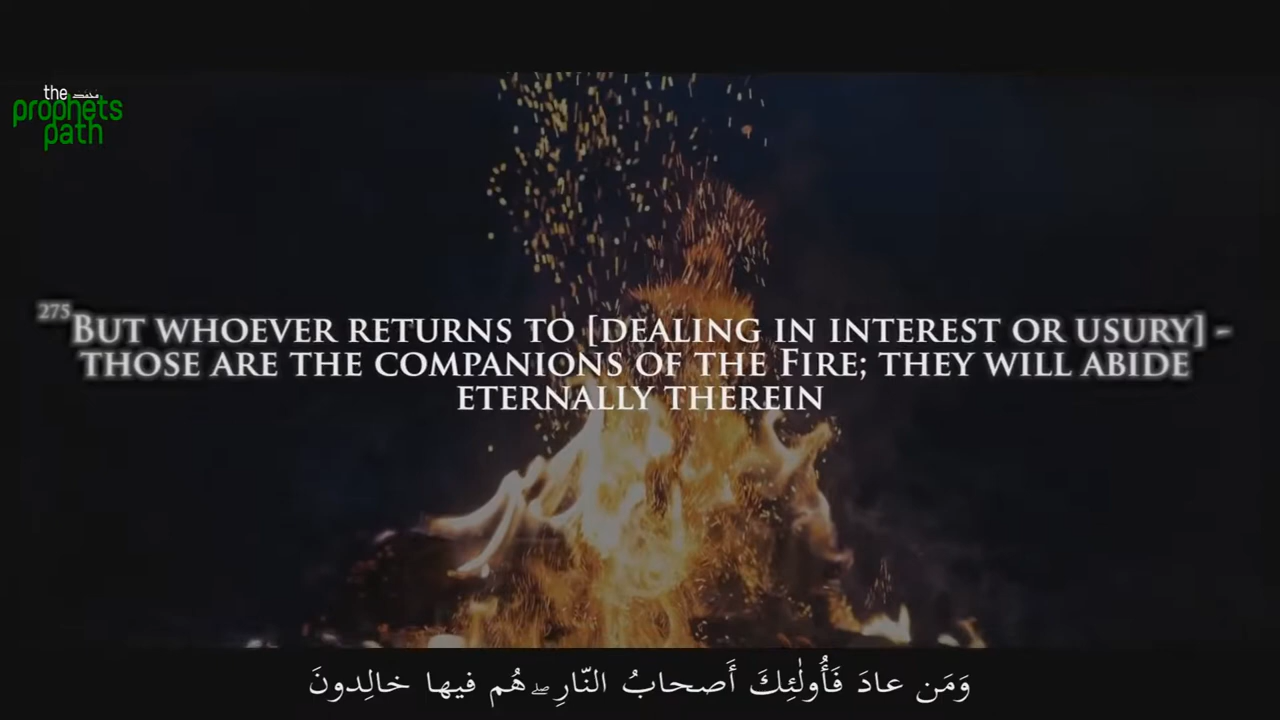 the محمد
prophets
path
275 But whoever returns to [dealing in interest or usury] -
those are the companions of the Fire; they will abide
eternally therein
وَمَن عادَ فَأُولٰئِكَ أَصحابُ النّارِ ۖ هُم فيها خالِدونَ